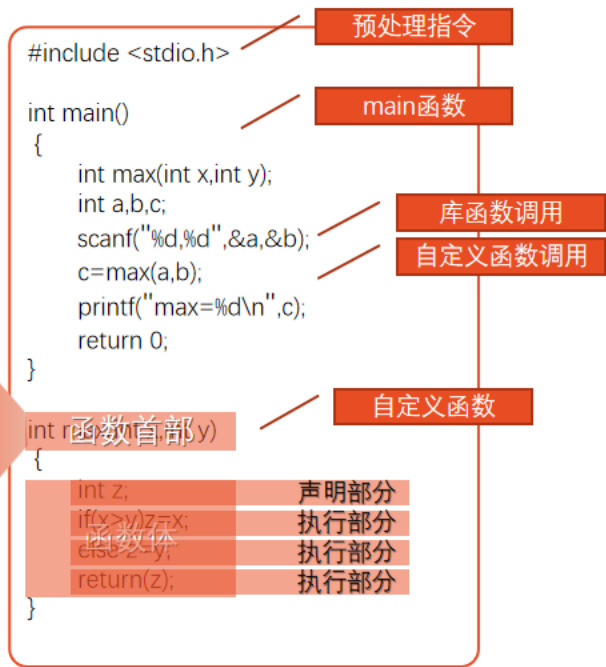 预处理指令
#include <stdio.h>
main函数
int main()
{
int max(int x,int y);
int a,b,c;
库函数调用
scanf("%d,%d",&a,&b);
自定义函数调用
c=max(a,b);
printf("max=%d\n",c);
return 0;
}
自定义函数
函数首部
int y)
{
int z; 声明部分
if(x>y)z=x; 执行部分
函数体
else z=y; 执行部分
return(z); 执行部分
}